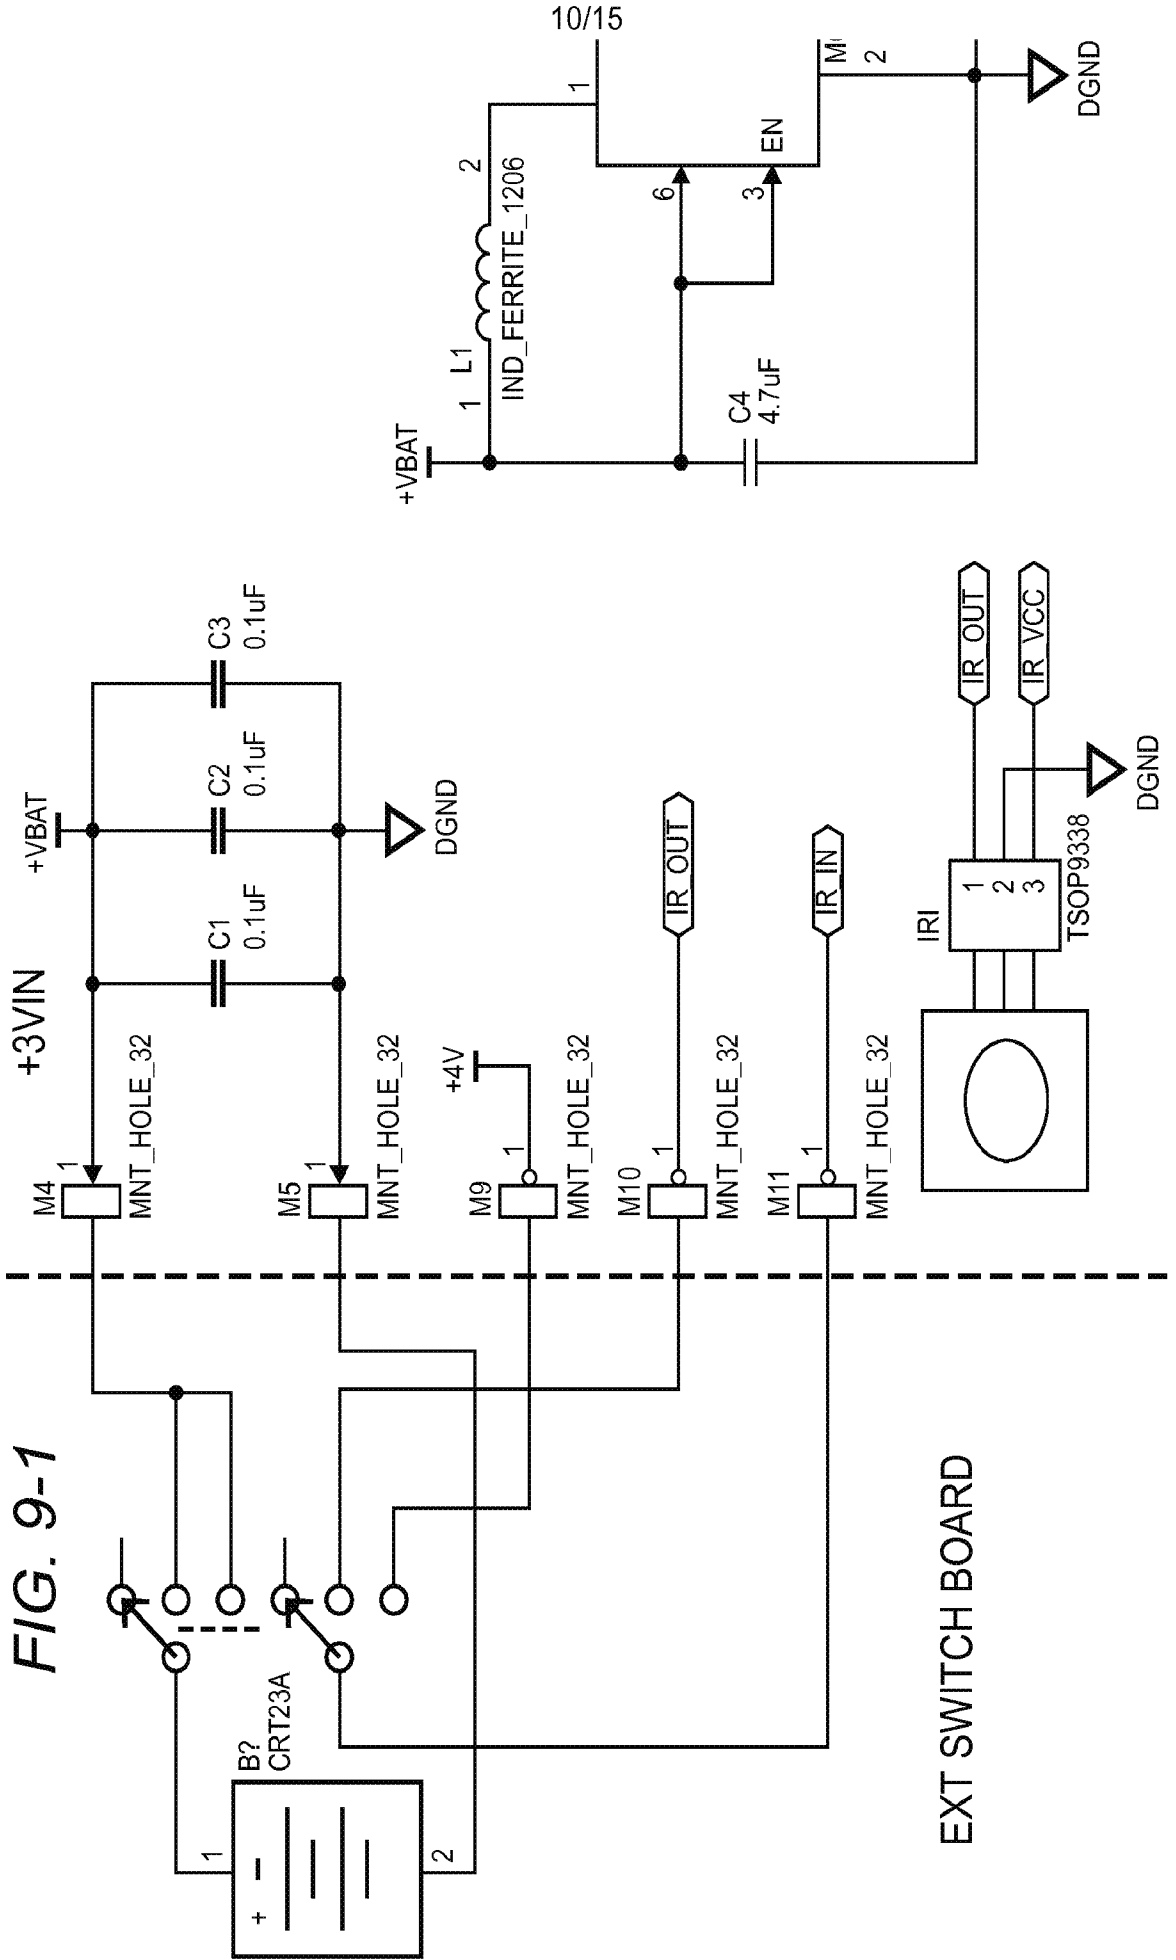 10/15
FIG. 9-1
+3VIN
+VBAT
M4
1
MNT_HOLE_32
C1
0.1uF
C2
0.1uF
C3
0.1uF
DGND
M5
1
MNT_HOLE_32
B?
CRT23A
1
+ -
2
+4V
M9
1
MNT_HOLE_32
M10
1
MNT_HOLE_32
IR_OUT
M11
1
MNT_HOLE_32
IR_IN
EXT SWITCH BOARD
IRI
1
2
3
TSOP9338
IR_OUT
IR_VCC
DGND
+VBAT
1
L1
2
IND_FERRITE_1206
C4
4.7uF
1
6
3
EN
2
DGND